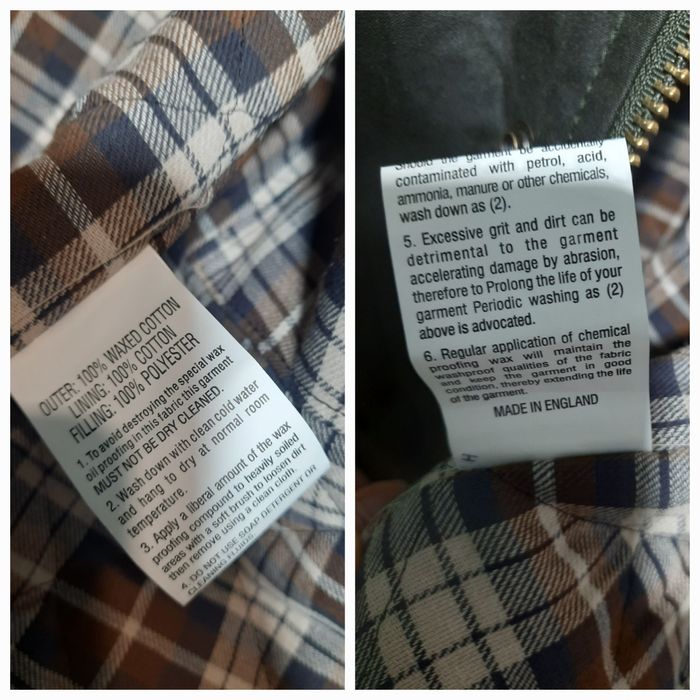 OUTER: 100% WAXED COTTON
LINING: 100% COTTON
FILLING: 100% POLYESTER
1. To avoid destroying the special wax
oil proofing in this fabric this garment
MUST NOT BE DRY CLEANED.
2. Wash down with clean cold water
and hang to dry at normal room
temperature.
3. Apply a liberal amount of the wax
proofing compound to heavily soiled
areas with a soft brush to loosen dirt
then remove using a clean cloth.
4. DO NOT USE SOAP DETERGENT OR
CLEANING FLUIDS.
Should the garment be accidentally
contaminated with petrol, acid,
ammonia, manure or other chemicals,
wash down as (2).
5. Excessive grit and dirt can be
detrimental to the garment
accelerating damage by abrasion,
therefore to Prolong the life of your
garment Periodic washing as (2)
above is advocated.
6. Regular application of chemical
proofing wax will maintain the
washproof qualities of the fabric
and keep the garment in good
condition, thereby extending the life
of the garment.
MADE IN ENGLAND
H